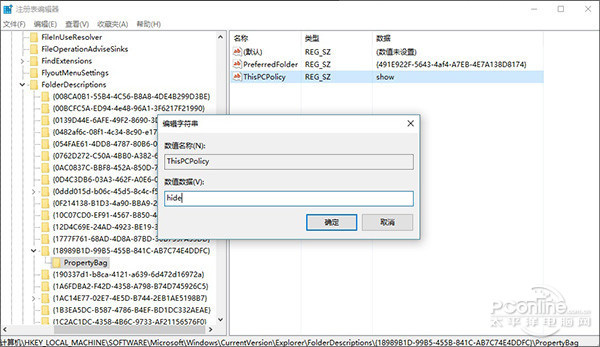 注册表编辑器
文件(F) 编辑(E) 查看(V) 收藏夹(A) 帮助(H)
FileInUseResolver
FileOperationAdviseSinks
FindExtensions
FlyoutMenuSettings
FolderDescriptions
{008CA0B1-55B4-4C56-B8A8-4DE4B299D3BE}
{00BCFC5A-ED94-4e48-96A1-3F6217F21990}
{0139D44E-6AFE-49F2-8690-3D
{0482af6c-08f1-4c34-8c90-e17
{054FAE61-4DD8-4787-80B6-0
{0762D272-C50A-4BB0-A382-6
{0AC0837C-BBF8-452A-850D-7
{0D4C3DB6-03A3-462F-A0E6-0
{0ddd015d-b06c-45d5-8c4c-f5
{0F214138-B1D3-4a90-BBA9-2
{10C07CD0-EF91-4567-B850-44
{12D4C69E-24AD-4923-BE19-3
{1777F761-68AD-4D8A-87BD-30B759FA33DD}
{18989B1D-99B5-455B-841C-AB7C74E4DDFC}
PropertyBag
{190337d1-b8ca-4121-a639-6d472d16972a}
{1A6FDBA2-F42D-4358-A798-B74D745926C5}
{1AC14E77-02E7-4E5D-B744-2EB1AE5198B7}
{1B3EA5DC-B587-4786-B4EF-BD1DC332AEAE}
{1C2AC1DC-4358-4B6C-9733-AF21156576F0}
名称 类型 数据
(默认) REG_SZ (数值未设置)
PreferredFolder REG_SZ {491E922F-5643-4af4-A7EB-4E7A138D8174}
ThisPCPolicy REG_SZ show
编辑字符串
数值名称(N):
ThisPCPolicy
数值数据(V):
hide
确定 取消
PConline.com.cn
太平洋电脑网
计算机\HKEY_LOCAL_MACHINE\SOFTWARE\Microsoft\Windows\CurrentVersion\Explorer\FolderDescriptions\{18989B1D-99B5-455B-841C-AB7C74E4DDFC}\PropertyBag